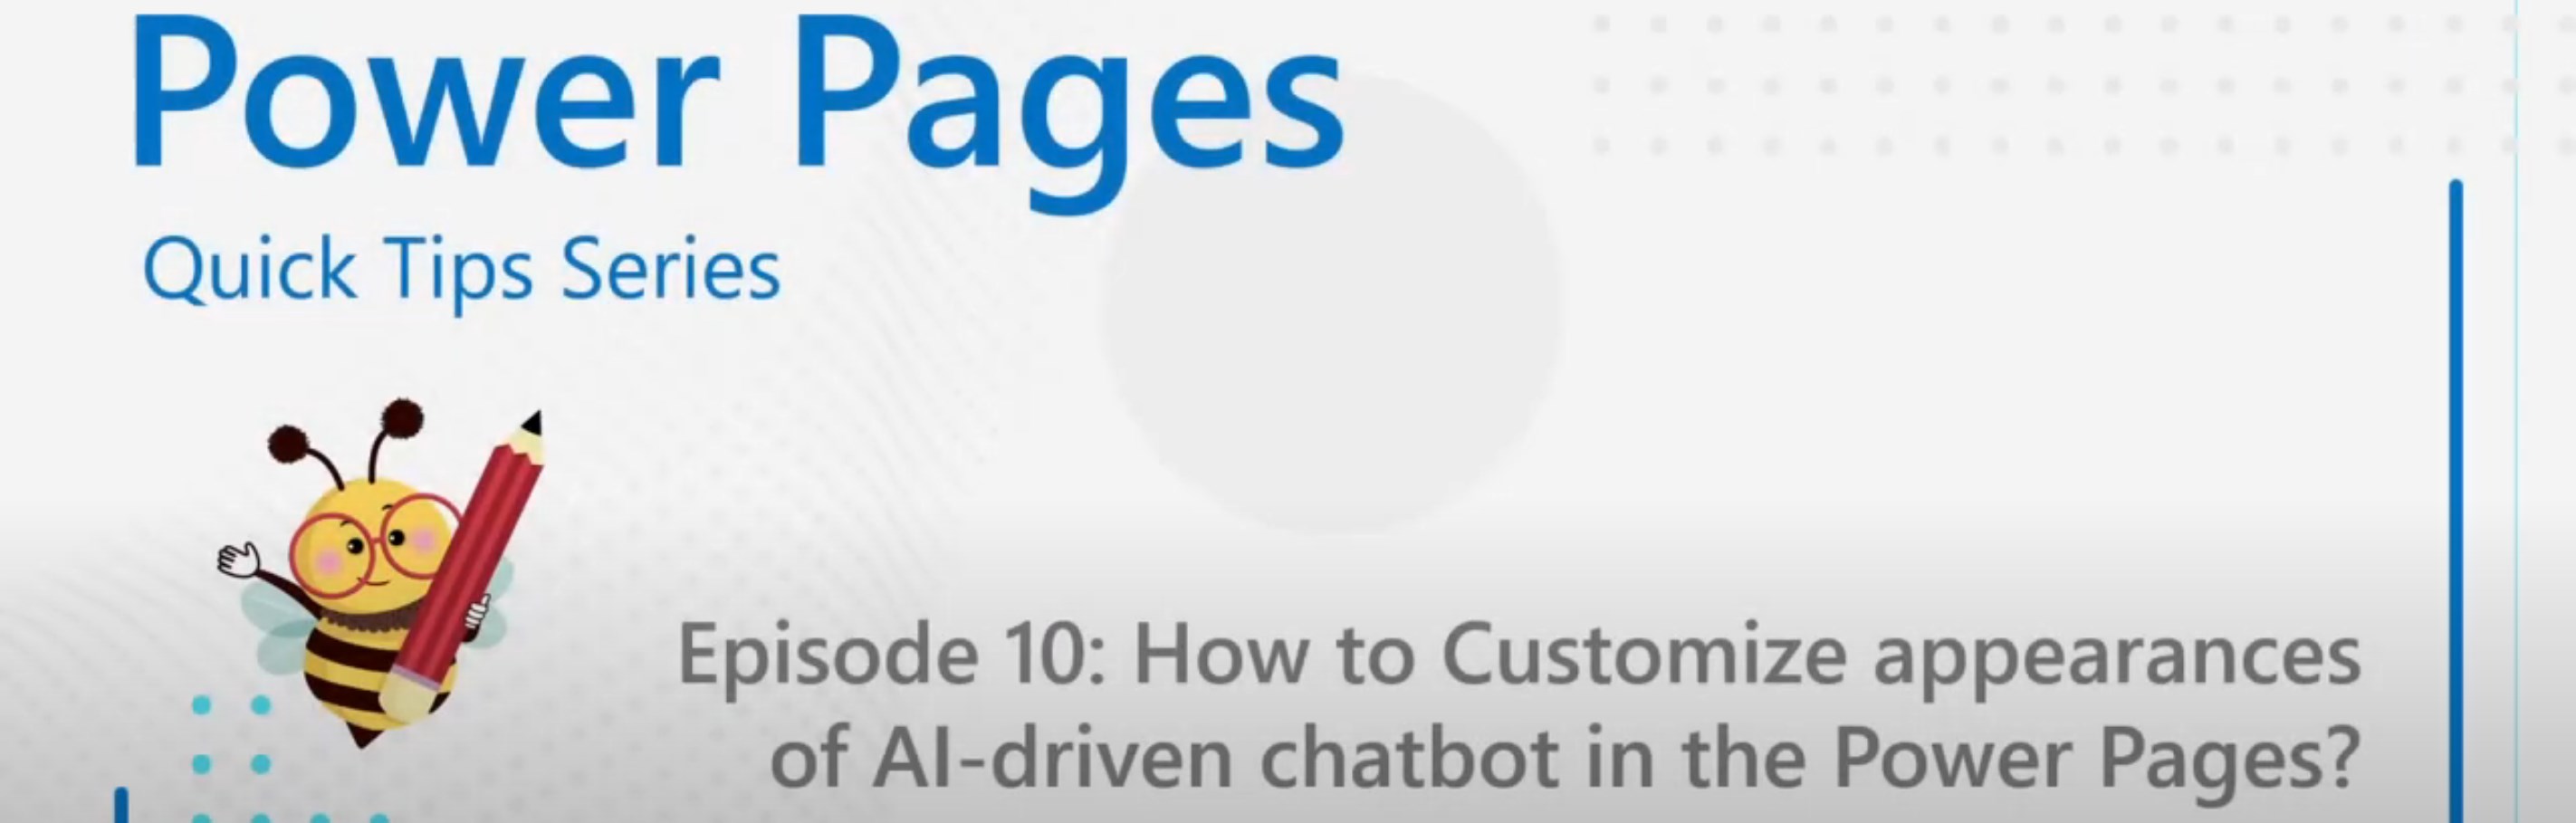 Power Pages
Quick Tips Series
Episode 10: How to Customize appearances
of AI-driven chatbot in the Power Pages?